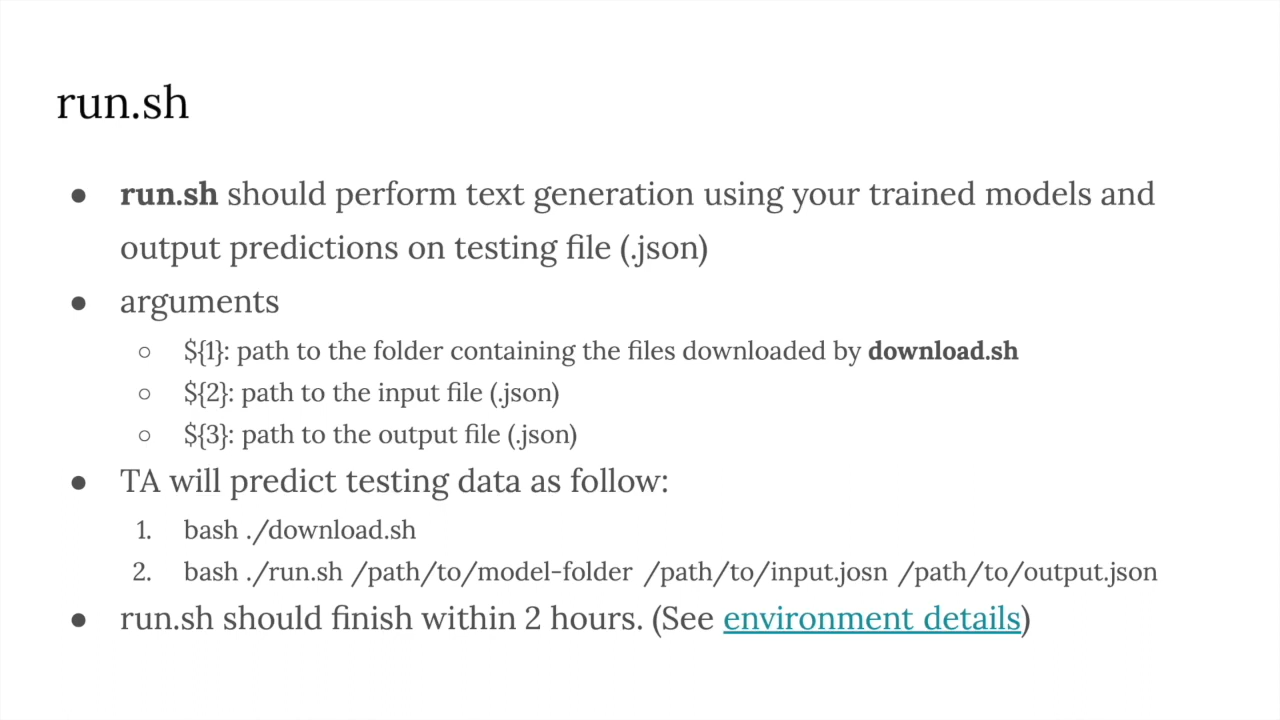 run.sh
● run.sh should perform text generation using your trained models and
output predictions on testing file (.json)
● arguments
○ ${1}: path to the folder containing the files downloaded by download.sh
○ ${2}: path to the input file (.json)
○ ${3}: path to the output file (.json)
● TA will predict testing data as follow:
1. bash ./download.sh
2. bash ./run.sh /path/to/model-folder /path/to/input.josn /path/to/output.json
● run.sh should finish within 2 hours. (See environment details)